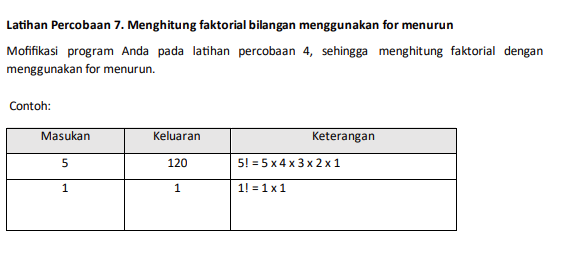 Latihan Percobaan 7. Menghitung faktorial bilangan menggunakan for menurun
Mofifikasi program Anda pada latihan percobaan 4, sehingga menghitung faktorial dengan
menggunakan for menurun.
Contoh:
Masukan Keluaran Keterangan
5 120 5! = 5 x 4 x 3 x 2 x 1
1 1 1! = 1 x 1